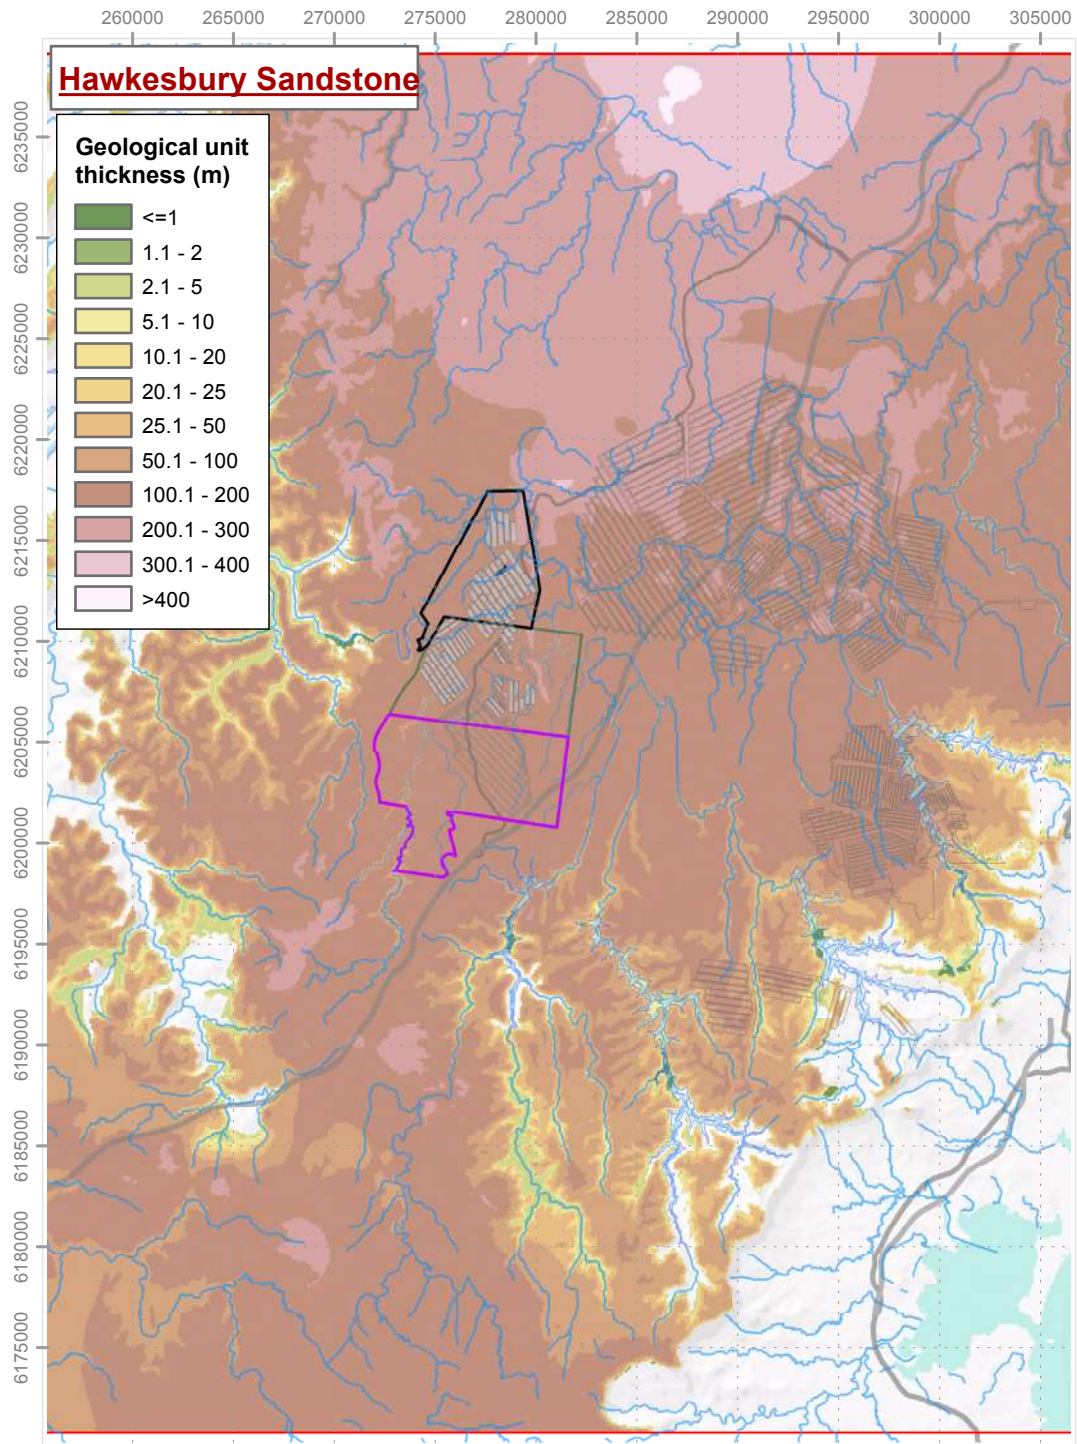 260000 265000 270000 275000 280000 285000 290000 295000 300000 305000
Hawkesbury Sandstone
Geological unit
thickness (m)
<=1
1.1 - 2
2.1 - 5
5.1 - 10
10.1 - 20
20.1 - 25
25.1 - 50
50.1 - 100
100.1 - 200
200.1 - 300
300.1 - 400
>400
6235000
6230000
6225000
6220000
6215000
6210000
6205000
6200000
6195000
6190000
6185000
6180000
6175000